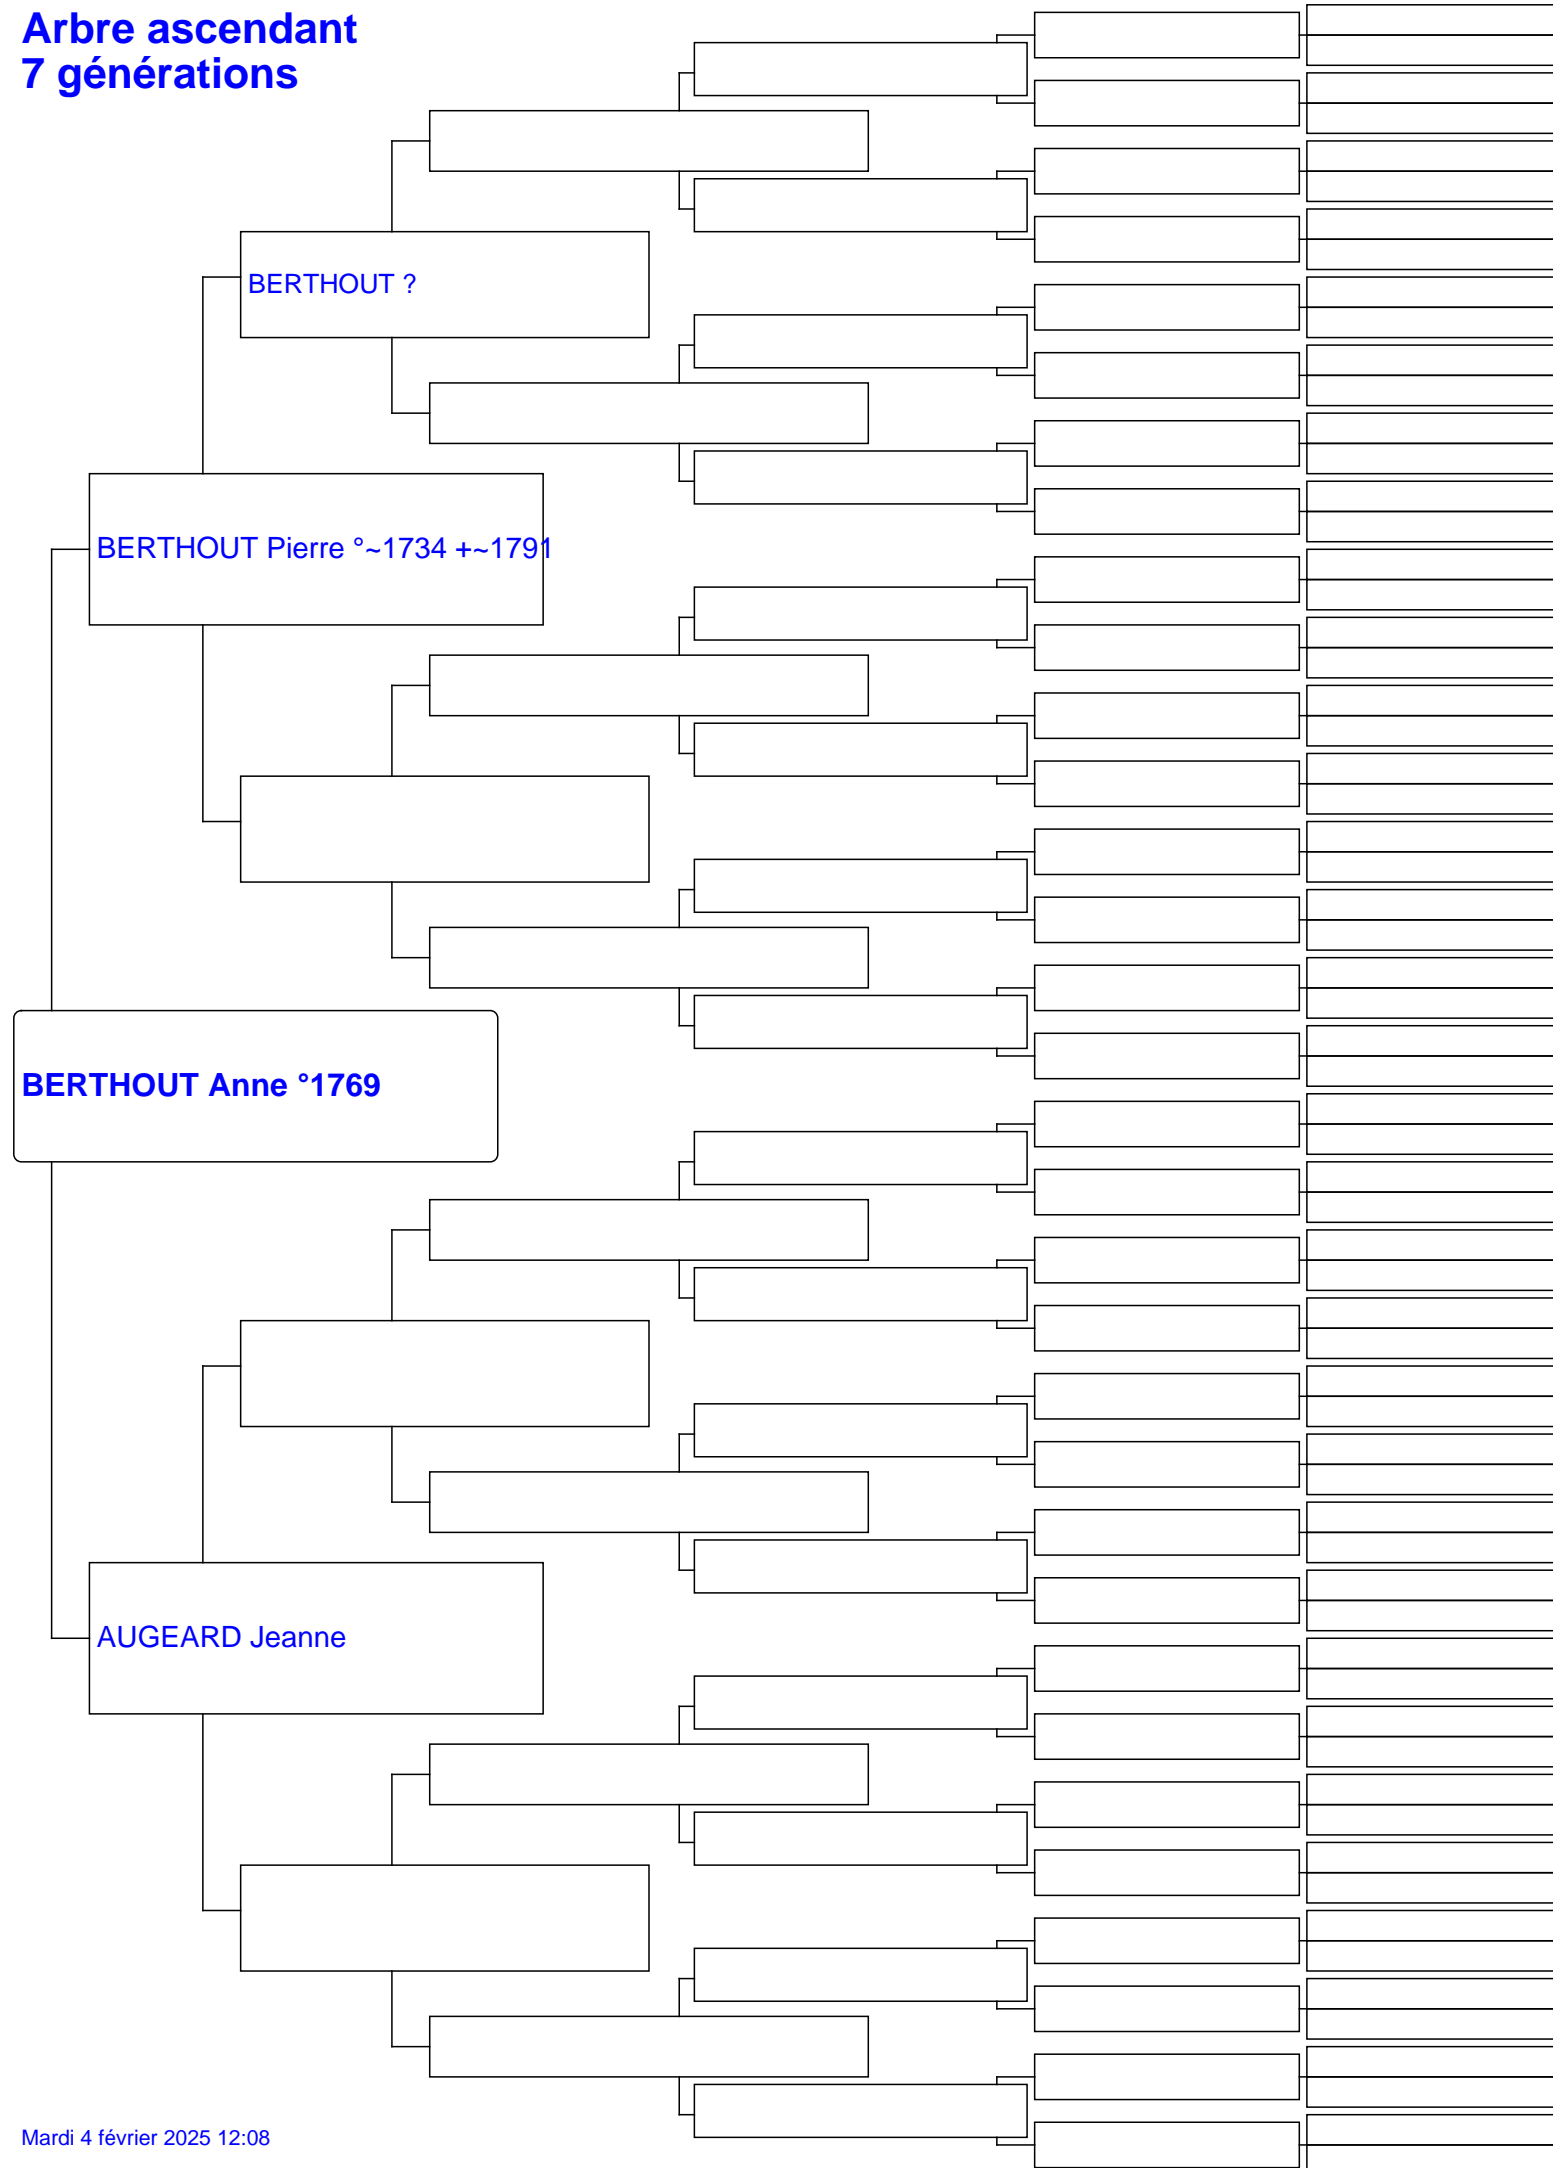 Arbre ascendant
7 générations
BERTHOUT ?
BERTHOUT Pierre °~1734 +~1791
BERTHOUT Anne °1769
AUGEARD Jeanne
Mardi 4 février 2025 12:08